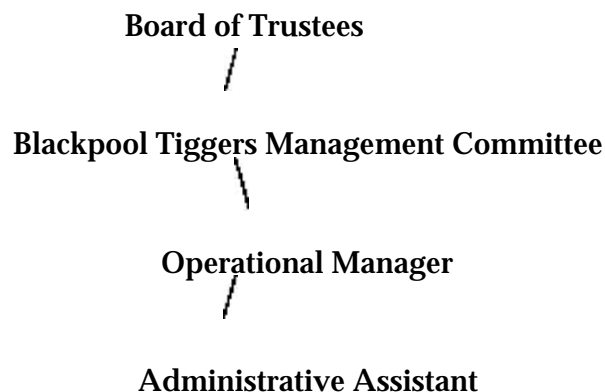 Board of Trustees
Blackpool Tiggers Management Committee
Operational Manager
Administrative Assistant